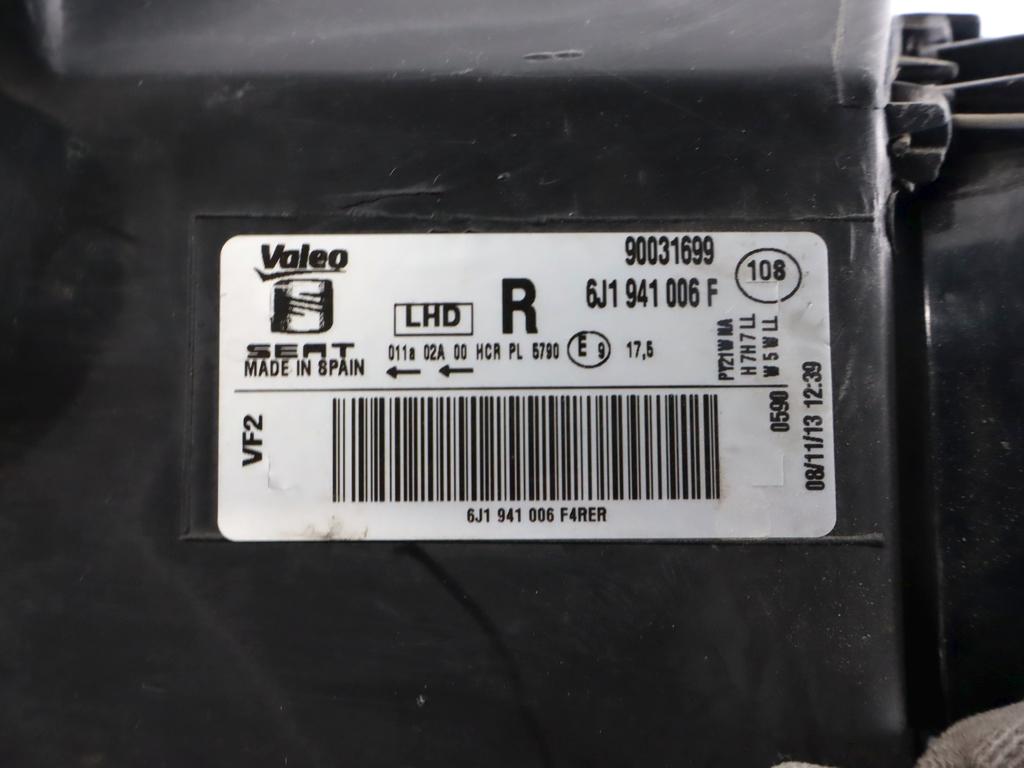 Valeo
90031699
6J1 941 006 F
108
LHD
R
SEAT
MADE IN SPAIN
011a 02A 00 HCR PL 5790 E 9 17,5
PY21W NA
H7H7 LL
W5W LL
0590
08/11/13 12:39
VF2
6J1 941 006 F4RER